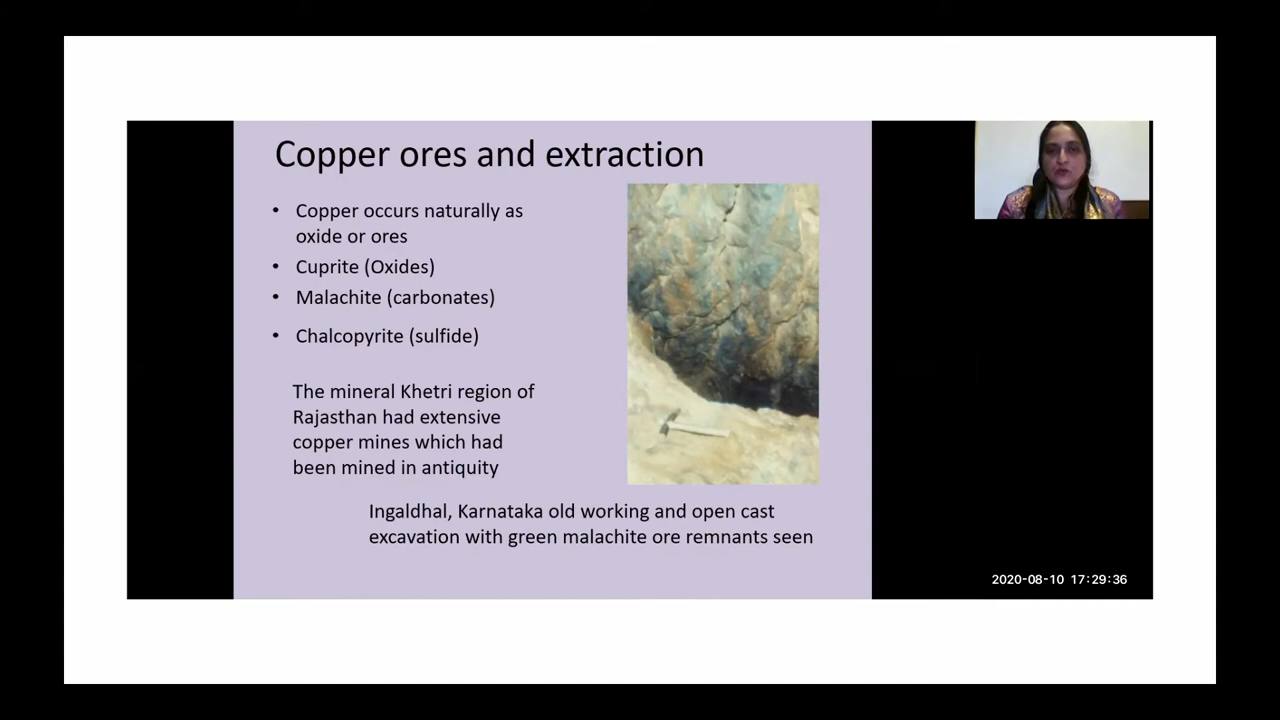 Copper ores and extraction
• Copper occurs naturally as
oxide or ores
• Cuprite (Oxides)
• Malachite (carbonates)
• Chalcopyrite (sulfide)
The mineral Khetri region of
Rajasthan had extensive
copper mines which had
been mined in antiquity
Ingaldhal, Karnataka old working and open cast
excavation with green malachite ore remnants seen
2020-08-10 17:29:36